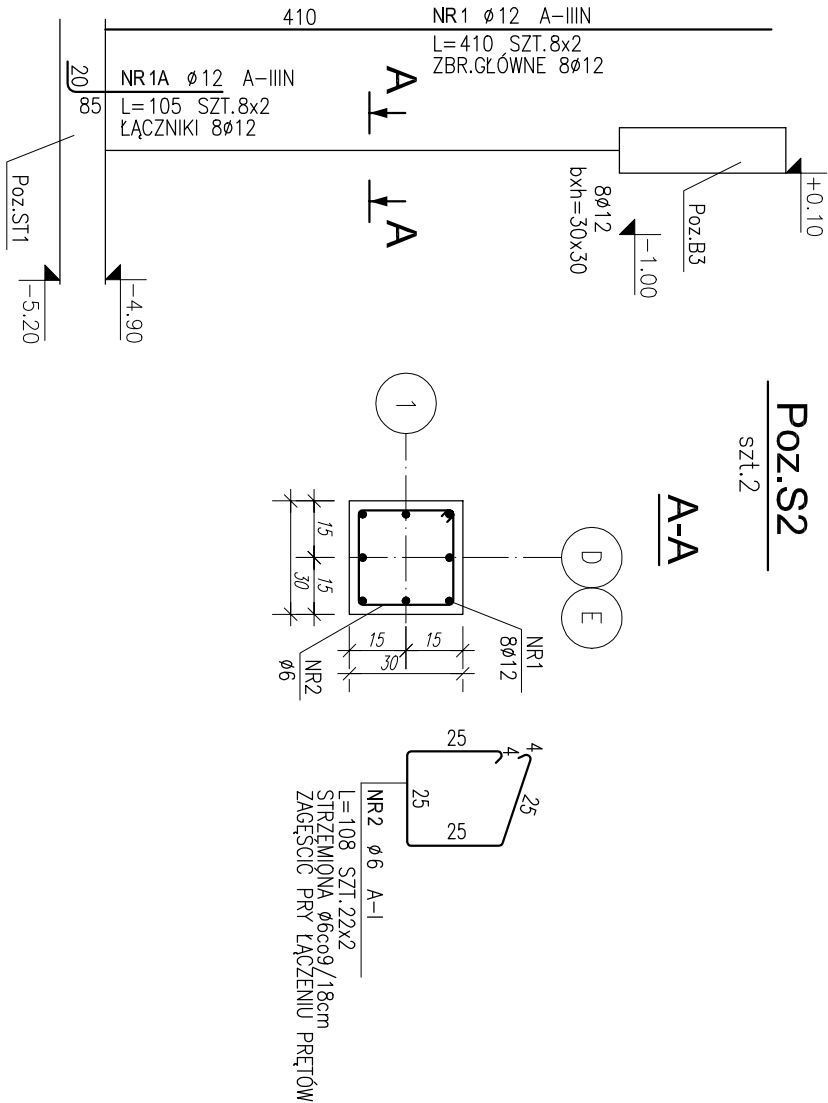 410
NR1 ø12 A-IIIN
L=410 SZT.8x2
ZBR.GŁÓWNE 8ø12
20
85
NR1A ø12 A-IIIN
L=105 SZT.8x2
ŁĄCZNIKI 8ø12
A
A
Poz.ST1
-5.20
-4.90
8ø12
bxh=30x30
Poz.B3
+0.10
-1.00
Poz.S2
szt.2
A-A
1
D
E
15
15
30
15
15
30
NR1
8ø12
NR2
ø6
25
4
4
25
25
25
NR2 ø6 A-I
L=108 SZT.22x2
STRZEMIONA ø6co9/18cm
ZAGĘŚCIĆ PRY ŁĄCZENIU PRĘTÓW